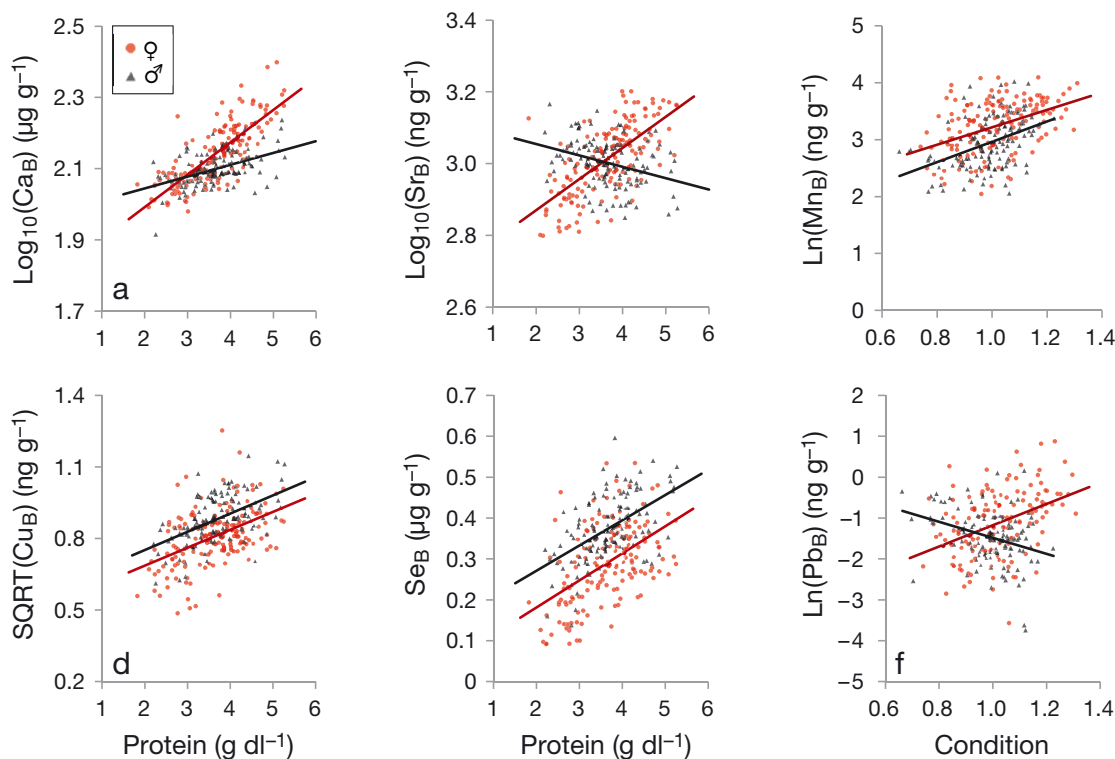 Log10(CaB) (µg g−1)
2.5
2.3
2.1
1.9
1.7
♀
♂
a
1 2 3 4 5 6
Log10(SrB) (ng g−1)
3.4
3.2
3.0
2.8
2.6
1 2 3 4 5 6
Ln(MnB) (ng g−1)
5
4
3
2
1
0
0.6 0.8 1.0 1.2 1.4
SQRT(CuB) (ng g−1)
1.4
1.1
0.8
0.5
0.2
d
1 2 3 4 5 6
Protein (g dl−1)
SeB (µg g−1)
0.7
0.6
0.5
0.4
0.3
0.2
0.1
0
1 2 3 4 5 6
Protein (g dl−1)
Ln(PbB) (ng g−1)
2
1
0
−1
−2
−3
−4
−5
f
0.6 0.8 1.0 1.2 1.4
Condition